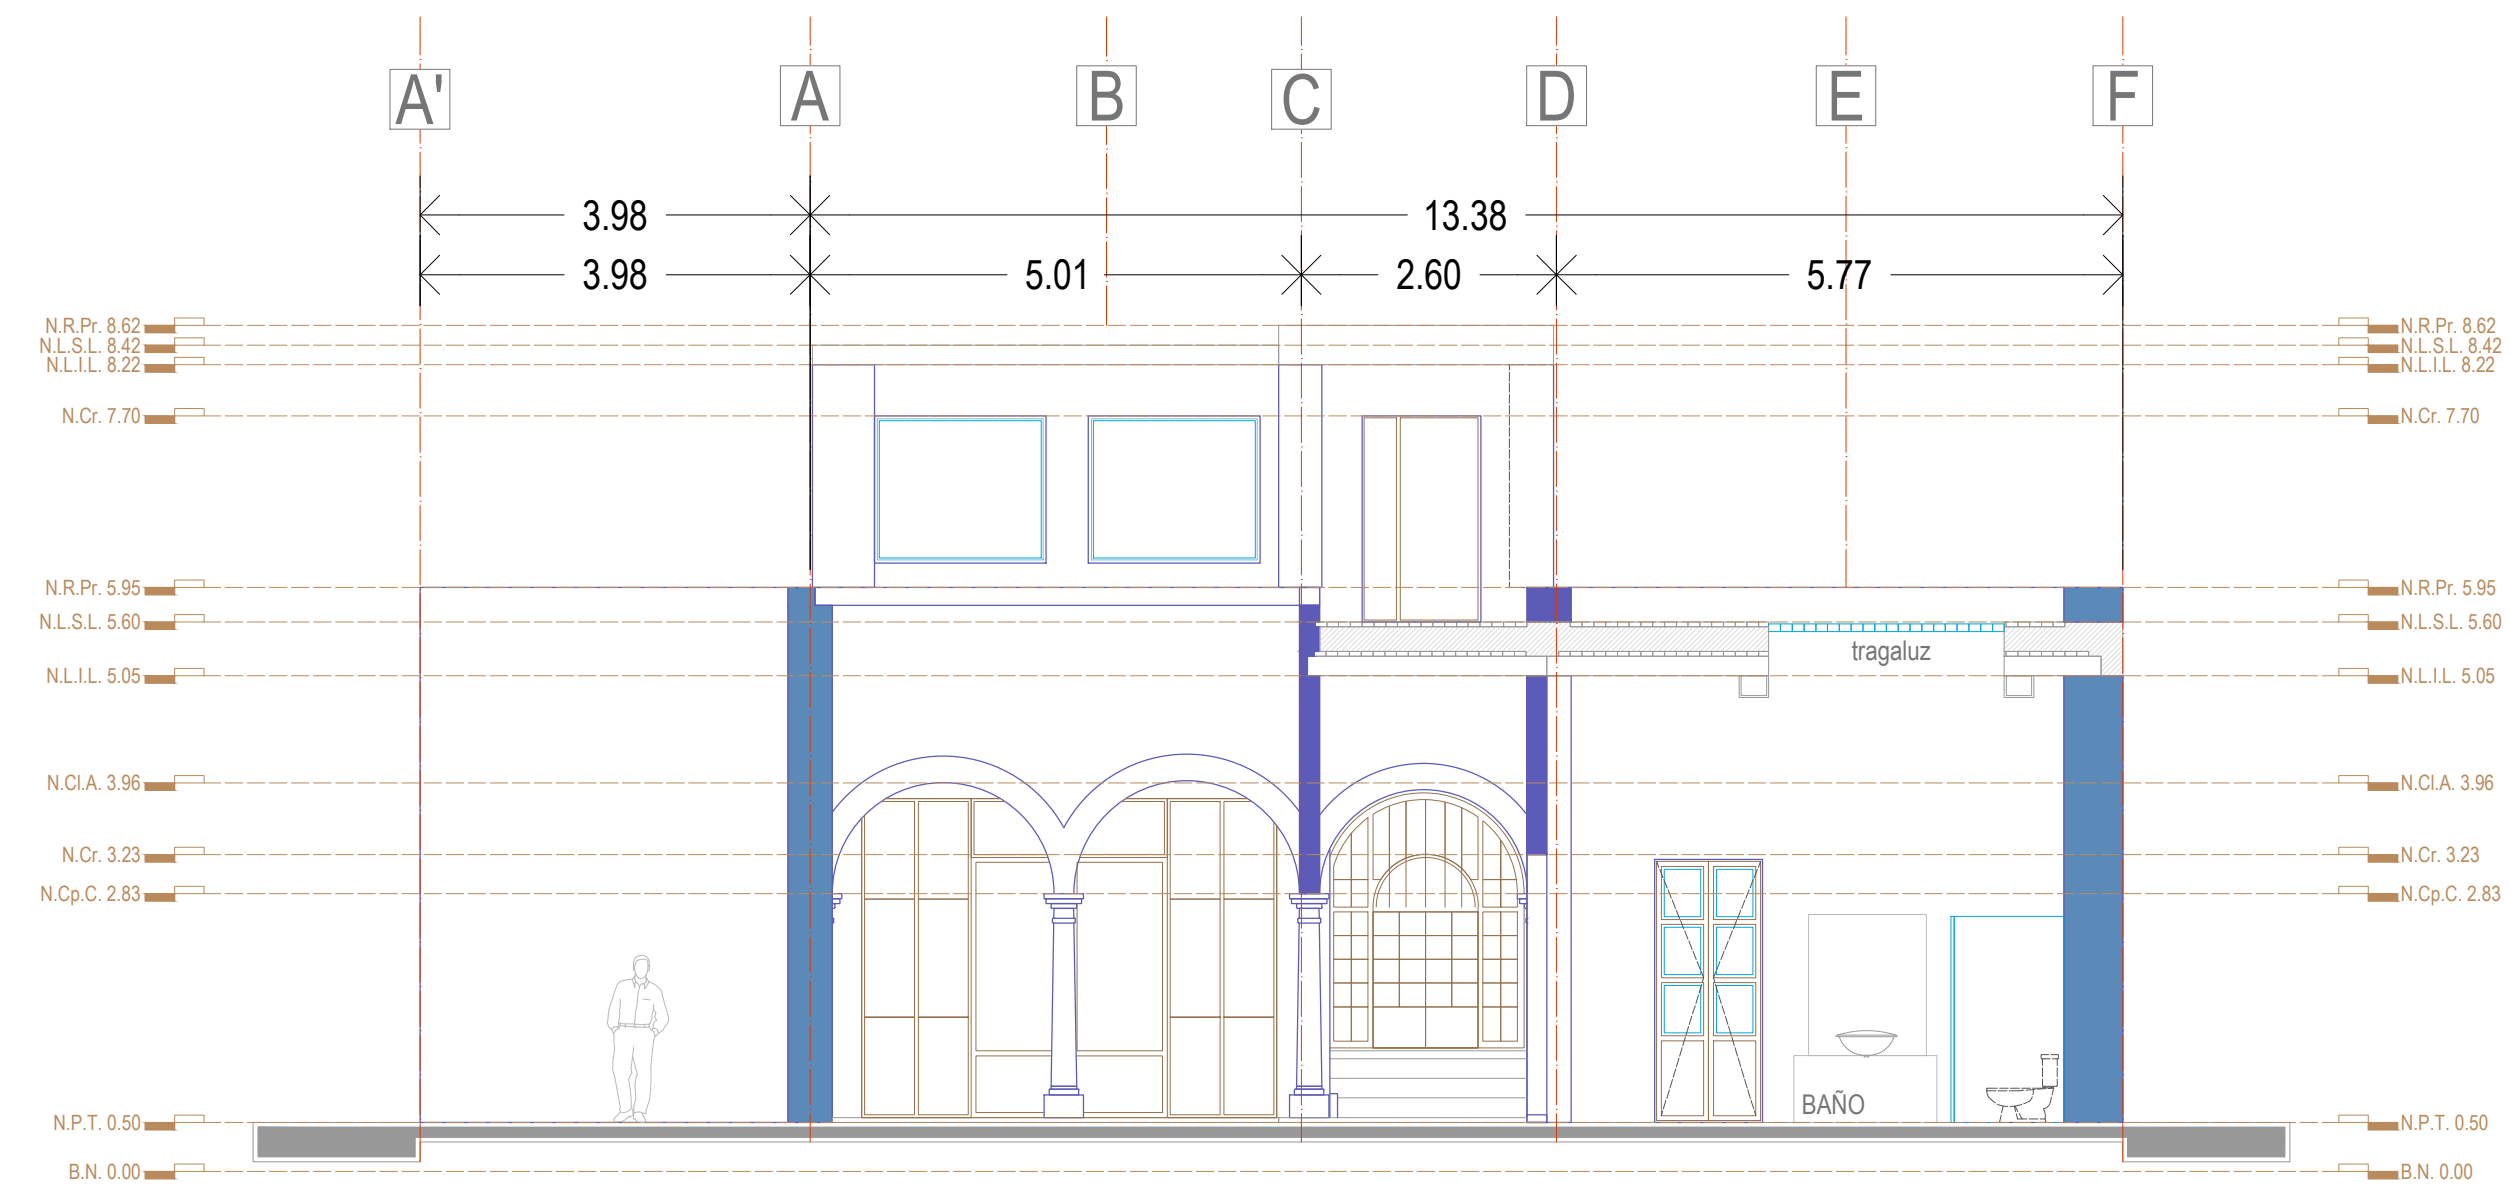 A' A B C D E F
3.98 13.38
3.98 5.01 2.60 5.77
N.R.Pr. 8.62 N.R.Pr. 8.62
N.L.S.L. 8.42 N.L.S.L. 8.42
N.L.I.L. 8.22 N.L.I.L. 8.22
N.Cr. 7.70 N.Cr. 7.70
N.R.Pr. 5.95 N.R.Pr. 5.95
N.L.S.L. 5.60 N.L.S.L. 5.60
tragaluz
N.L.I.L. 5.05 N.L.I.L. 5.05
N.Cl.A. 3.96 N.Cl.A. 3.96
N.Cr. 3.23 N.Cr. 3.23
N.Cp.C. 2.83 N.Cp.C. 2.83
BAÑO
N.P.T. 0.50 N.P.T. 0.50
B.N. 0.00 B.N. 0.00